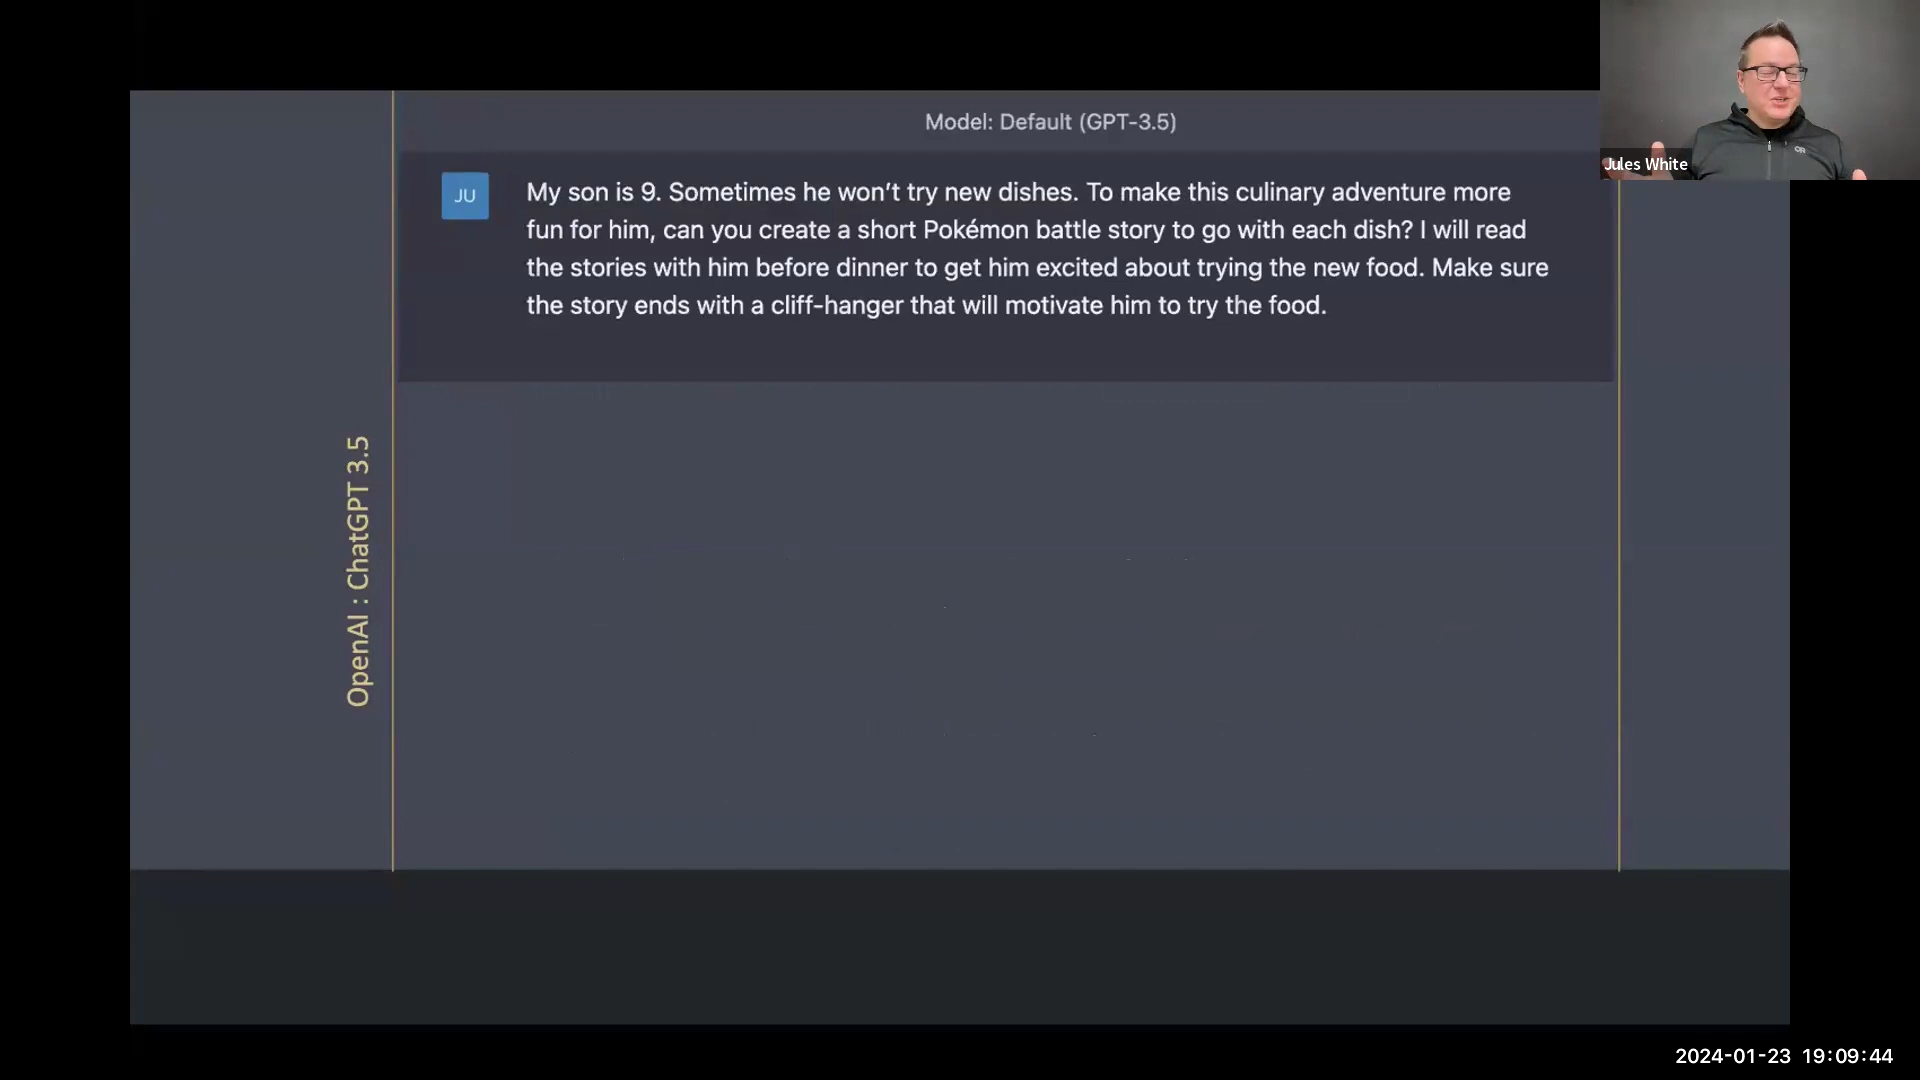 Model: Default (GPT-3.5)
JU
My son is 9. Sometimes he won’t try new dishes. To make this culinary adventure more
fun for him, can you create a short Pokémon battle story to go with each dish? I will read
the stories with him before dinner to get him excited about trying the new food. Make sure
the story ends with a cliff-hanger that will motivate him to try the food.
OpenAI : ChatGPT 3.5
Jules White
OR
2024-01-23 19:09:44